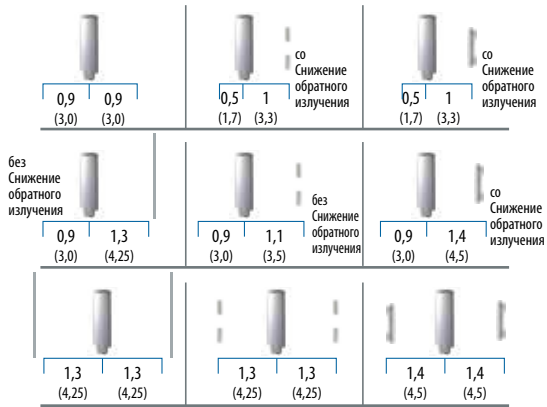 0,9 0,9
(3,0) (3,0)
со
Снижение
обратного
излучения
0,5 1
(1,7) (3,3)
со
Снижение
обратного
излучения
0,5 1
(1,7) (3,3)
без
Снижение
обратного
излучения
0,9 1,3
(3,0) (4,25)
без
Снижение
обратного
излучения
0,9 1,1
(3,0) (3,5)
со
Снижение
обратного
излучения
0,9 1,4
(3,0) (4,5)
1,3 1,3
(4,25) (4,25)
1,3 1,3
(4,25) (4,25)
1,4 1,4
(4,5) (4,5)